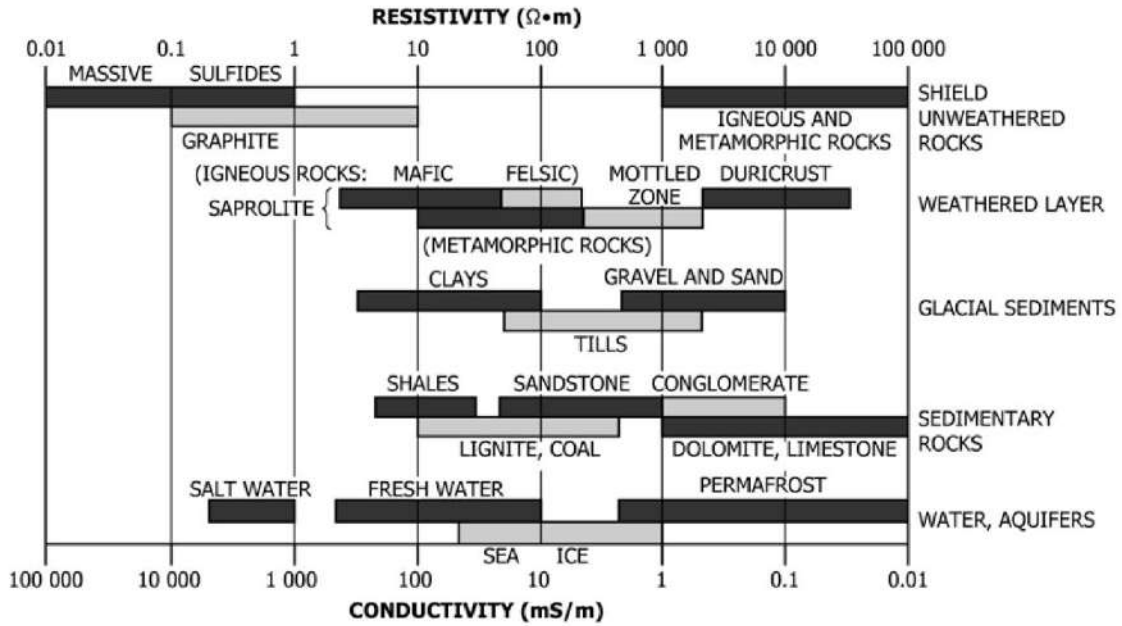 RESISTIVITY (Ω•m)
0.01 0.1 1 10 100 1 000 10 000 100 000
MASSIVE SULFIDES
GRAPHITE
IGNEOUS AND
METAMORPHIC ROCKS
SHIELD
UNWEATHERED
ROCKS
(IGNEOUS ROCKS: MAFIC FELSIC) MOTTLED DURICRUST
ZONE
SAPROLITE {
(METAMORPHIC ROCKS)
WEATHERED LAYER
CLAYS GRAVEL AND SAND
TILLS
GLACIAL SEDIMENTS
SHALES SANDSTONE CONGLOMERATE
LIGNITE, COAL DOLOMITE, LIMESTONE
SEDIMENTARY
ROCKS
SALT WATER FRESH WATER PERMAFROST
SEA ICE
WATER, AQUIFERS
100 000 10 000 1 000 100 10 1 0.1 0.01
CONDUCTIVITY (mS/m)